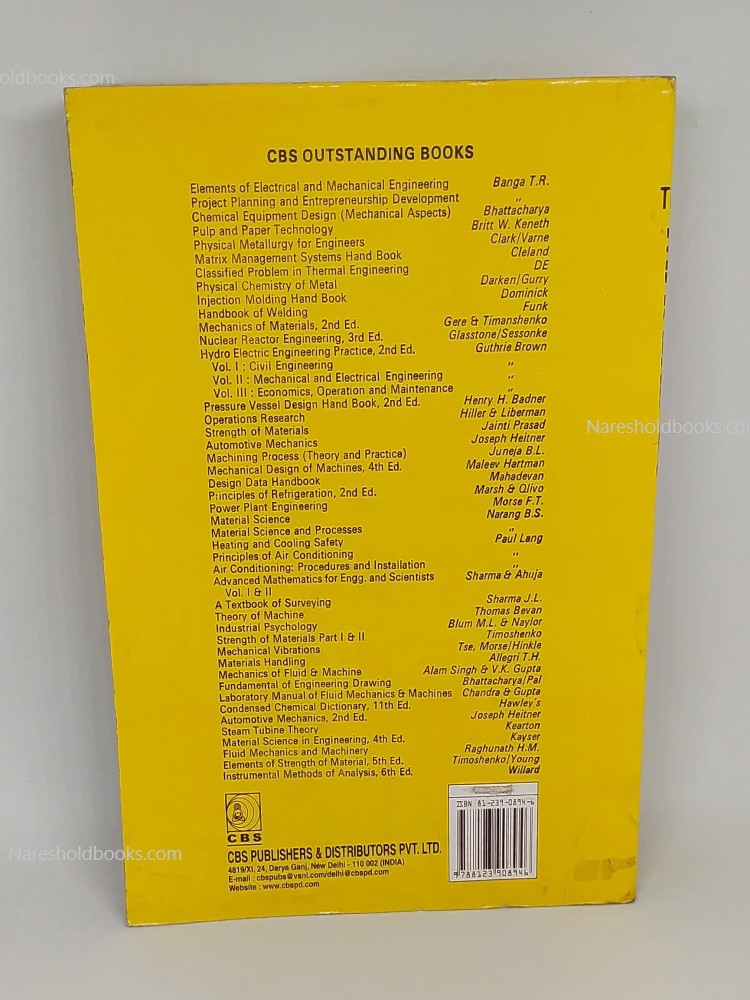 oldbooks.com
CBS OUTSTANDING BOOKS
Elements of Electrical and Mechanical Engineering Banga T.R.
Project Planning and Entrepreneurship Development "
Chemical Equipment Design (Mechanical Aspects) Bhattacharya
Pulp and Paper Technology Britt W. Keneth
Physical Metallurgy for Engineers Clark/Varne
Matrix Management Systems Hand Book Cleland
Classified Problem in Thermal Engineering DE
Physical Chemistry of Metal Darken/Gurry
Injection Molding Hand Book Dominick
Handbook of Welding Funk
Mechanics of Materials, 2nd Ed. Gere & Timanshenko
Nuclear Reactor Engineering, 3rd Ed. Glasstone/Sessonke
Hydro Electric Engineering Practice, 2nd Ed. Guthrie Brown
Vol. I : Civil Engineering "
Vol. II : Mechanical and Electrical Engineering "
Vol. III : Economics, Operation and Maintenance "
Pressure Vessel Design Hand Book, 2nd Ed. Henry H. Badner
Operations Research Hiller & Liberman
Strength of Materials Jainti Prasad
Automotive Mechanics Joseph Heitner
Machining Process (Theory and Practice) Juneja B.L.
Mechanical Design of Machines, 4th Ed. Maleev Hartman
Design Data Handbook Mahadevan
Principles of Refrigeration, 2nd Ed. Marsh & Olivo
Power Plant Engineering Morse F.T.
Material Science Narang B.S.
Material Science and Processes "
Heating and Cooling Safety Paul Lang
Principles of Air Conditioning "
Air Conditioning: Procedures and Installation "
Advanced Mathematics for Engg. and Scientists Sharma & Ahuja
Vol. I & II
A Textbook of Surveying Sharma J.L.
Theory of Machine Thomas Bevan
Industrial Psychology Blum M.L. & Naylor
Strength of Materials Part I & II Timoshenko
Mechanical Vibrations Tse, Morse/Hinkle
Materials Handling Allegri T.H.
Mechanics of Fluid & Machine Alam Singh & V.K. Gupta
Fundamental of Engineering Drawing Bhattacharya/Pal
Laboratory Manual of Fluid Mechanics & Machines Chandra & Gupta
Condensed Chemical Dictionary, 11th Ed. Hawley's
Automotive Mechanics, 2nd Ed. Joseph Heitner
Steam Tubine Theory Kearton
Material Science in Engineering, 4th Ed. Kayser
Fluid Mechanics and Machinery Raghunath H.M.
Elements of Strength of Material, 5th Ed. Timoshenko/Young
Instrumental Methods of Analysis, 6th Ed. Willard
CBS
CBS PUBLISHERS & DISTRIBUTORS PVT. LTD.
4819/XI, 24, Darya Ganj, New Delhi - 110 002 (INDIA)
E-mail : cbspubs@vsnl.com/delhi@cbspd.com
Website : www.cbspd.com
ISBN 81-239-0894-6
9 788123 908946
T
Naresholdbooks.co
Naresholdbooks.com